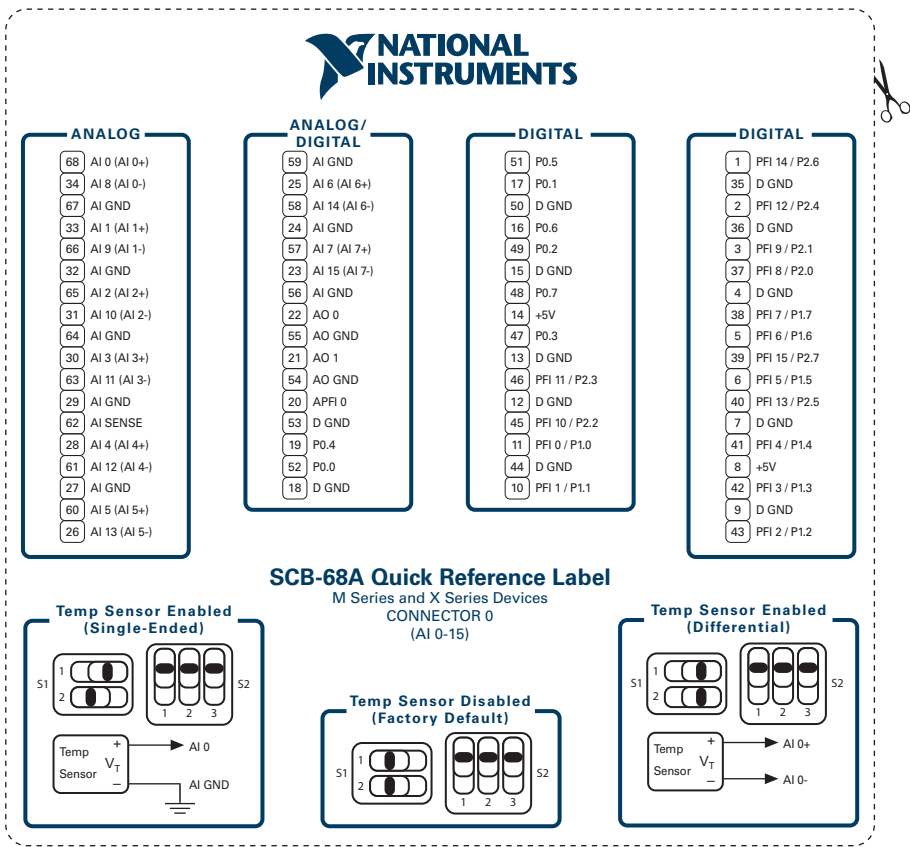 NATIONAL
INSTRUMENTS
ANALOG
68 AI 0 (AI 0+)
34 AI 8 (AI 0-)
67 AI GND
33 AI 1 (AI 1+)
66 AI 9 (AI 1-)
32 AI GND
65 AI 2 (AI 2+)
31 AI 10 (AI 2-)
64 AI GND
30 AI 3 (AI 3+)
63 AI 11 (AI 3-)
29 AI GND
62 AI SENSE
28 AI 4 (AI 4+)
61 AI 12 (AI 4-)
27 AI GND
60 AI 5 (AI 5+)
26 AI 13 (AI 5-)
ANALOG/
DIGITAL
59 AI GND
25 AI 6 (AI 6+)
58 AI 14 (AI 6-)
24 AI GND
57 AI 7 (AI 7+)
23 AI 15 (AI 7-)
56 AI GND
22 AO 0
55 AO GND
21 AO 1
54 AO GND
20 APFI 0
53 D GND
19 P0.4
52 P0.0
18 D GND
DIGITAL
51 P0.5
17 P0.1
50 D GND
16 P0.6
49 P0.2
15 D GND
48 P0.7
14 +5V
47 P0.3
13 D GND
46 PFI 11 / P2.3
12 D GND
45 PFI 10 / P2.2
11 PFI 0 / P1.0
44 D GND
10 PFI 1 / P1.1
DIGITAL
1 PFI 14 / P2.6
35 D GND
2 PFI 12 / P2.4
36 D GND
3 PFI 9 / P2.1
37 PFI 8 / P2.0
4 D GND
38 PFI 7 / P1.7
5 PFI 6 / P1.6
39 PFI 15 / P2.7
6 PFI 5 / P1.5
40 PFI 13 / P2.5
7 D GND
41 PFI 4 / P1.4
8 +5V
42 PFI 3 / P1.3
9 D GND
43 PFI 2 / P1.2
SCB-68A Quick Reference Label
M Series and X Series Devices
CONNECTOR 0
(AI 0-15)
Temp Sensor Enabled
(Single-Ended)
S1
1
2
S2
1 2 3
Temp
Sensor
+
VT
–
AI 0
AI GND
Temp Sensor Disabled
(Factory Default)
S1
1
2
S2
1 2 3
Temp Sensor Enabled
(Differential)
S1
1
2
S2
1 2 3
Temp
Sensor
+
VT
–
AI 0+
AI 0-